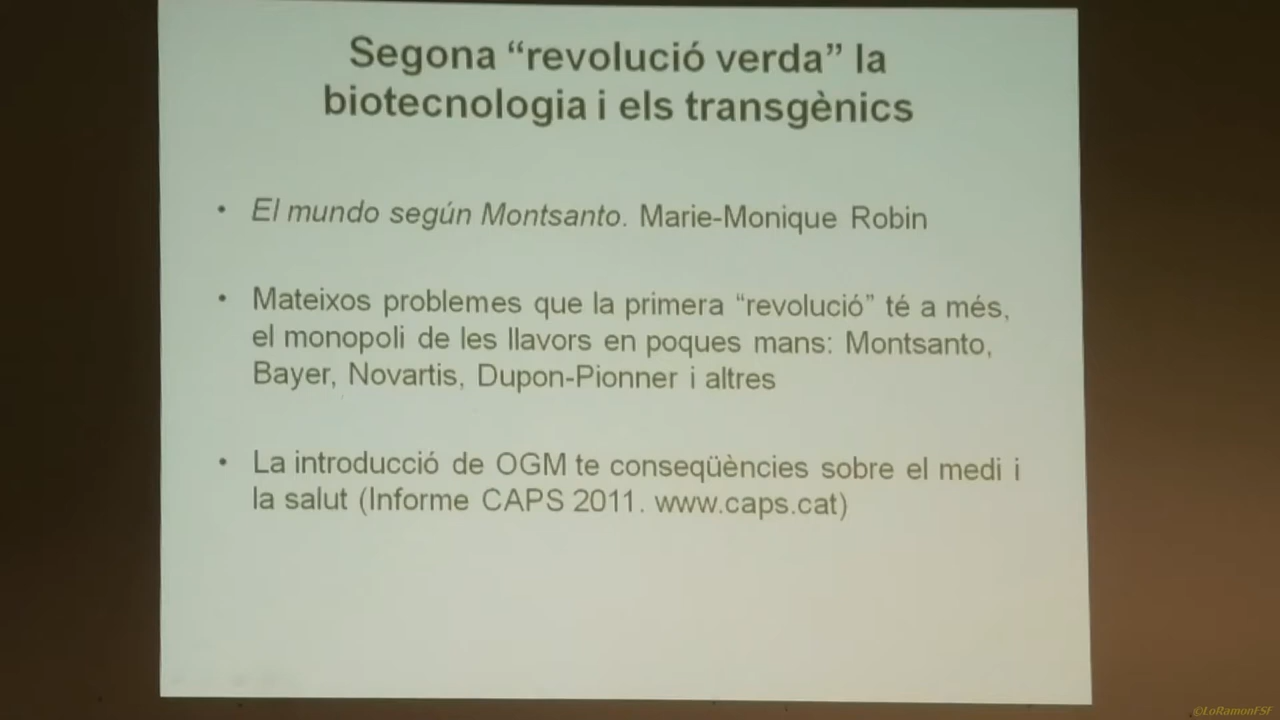 Segona “revolució verda” la
biotecnologia i els transgènics
• El mundo según Montsanto. Marie-Monique Robin
• Mateixos problemes que la primera “revolució” té a més,
el monopoli de les llavors en poques mans: Montsanto,
Bayer, Novartis, Dupon-Pionner i altres
• La introducció de OGM te conseqüències sobre el medi i
la salut (Informe CAPS 2011. www.caps.cat)
©LoRamonFSF